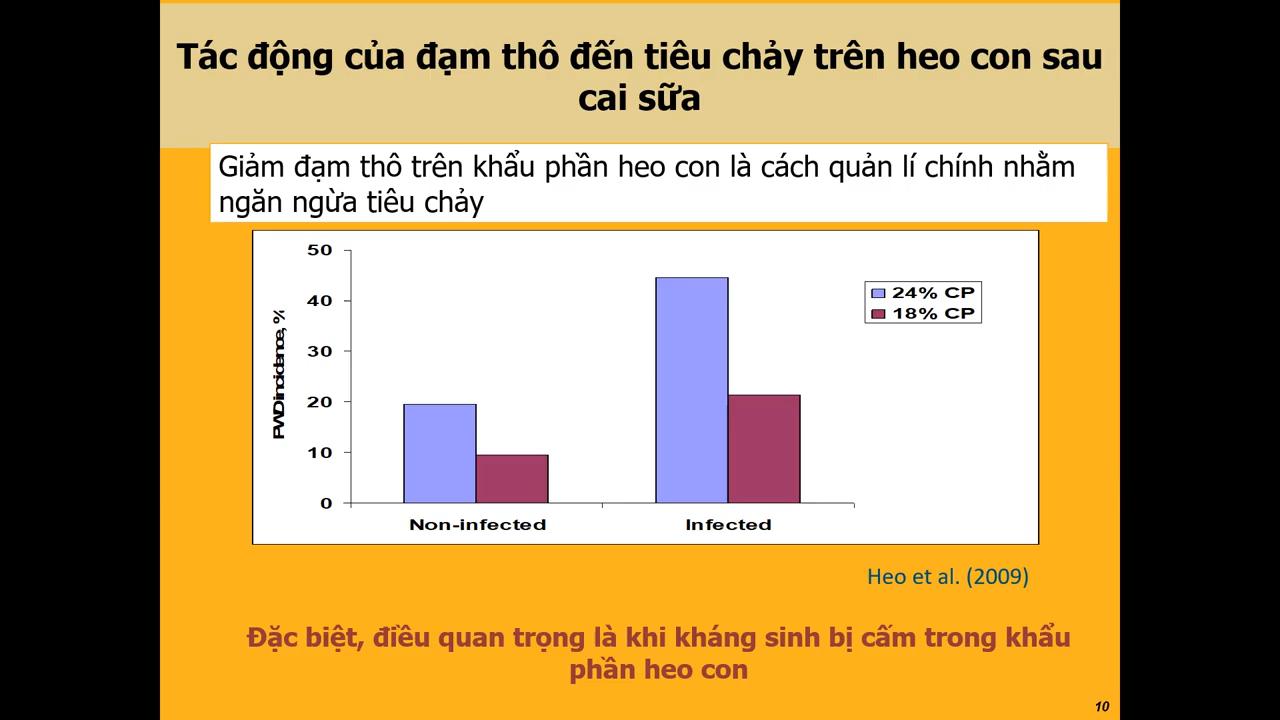 Tác động của đạm thô đến tiêu chảy trên heo con sau
cai sữa
Giảm đạm thô trên khẩu phần heo con là cách quản lí chính nhằm
ngăn ngừa tiêu chảy
50
40
30
20
10
0
PWD incidence, %
24% CP
18% CP
Non-infected
Infected
Heo et al. (2009)
Đặc biệt, điều quan trọng là khi kháng sinh bị cấm trong khẩu
phần heo con
10